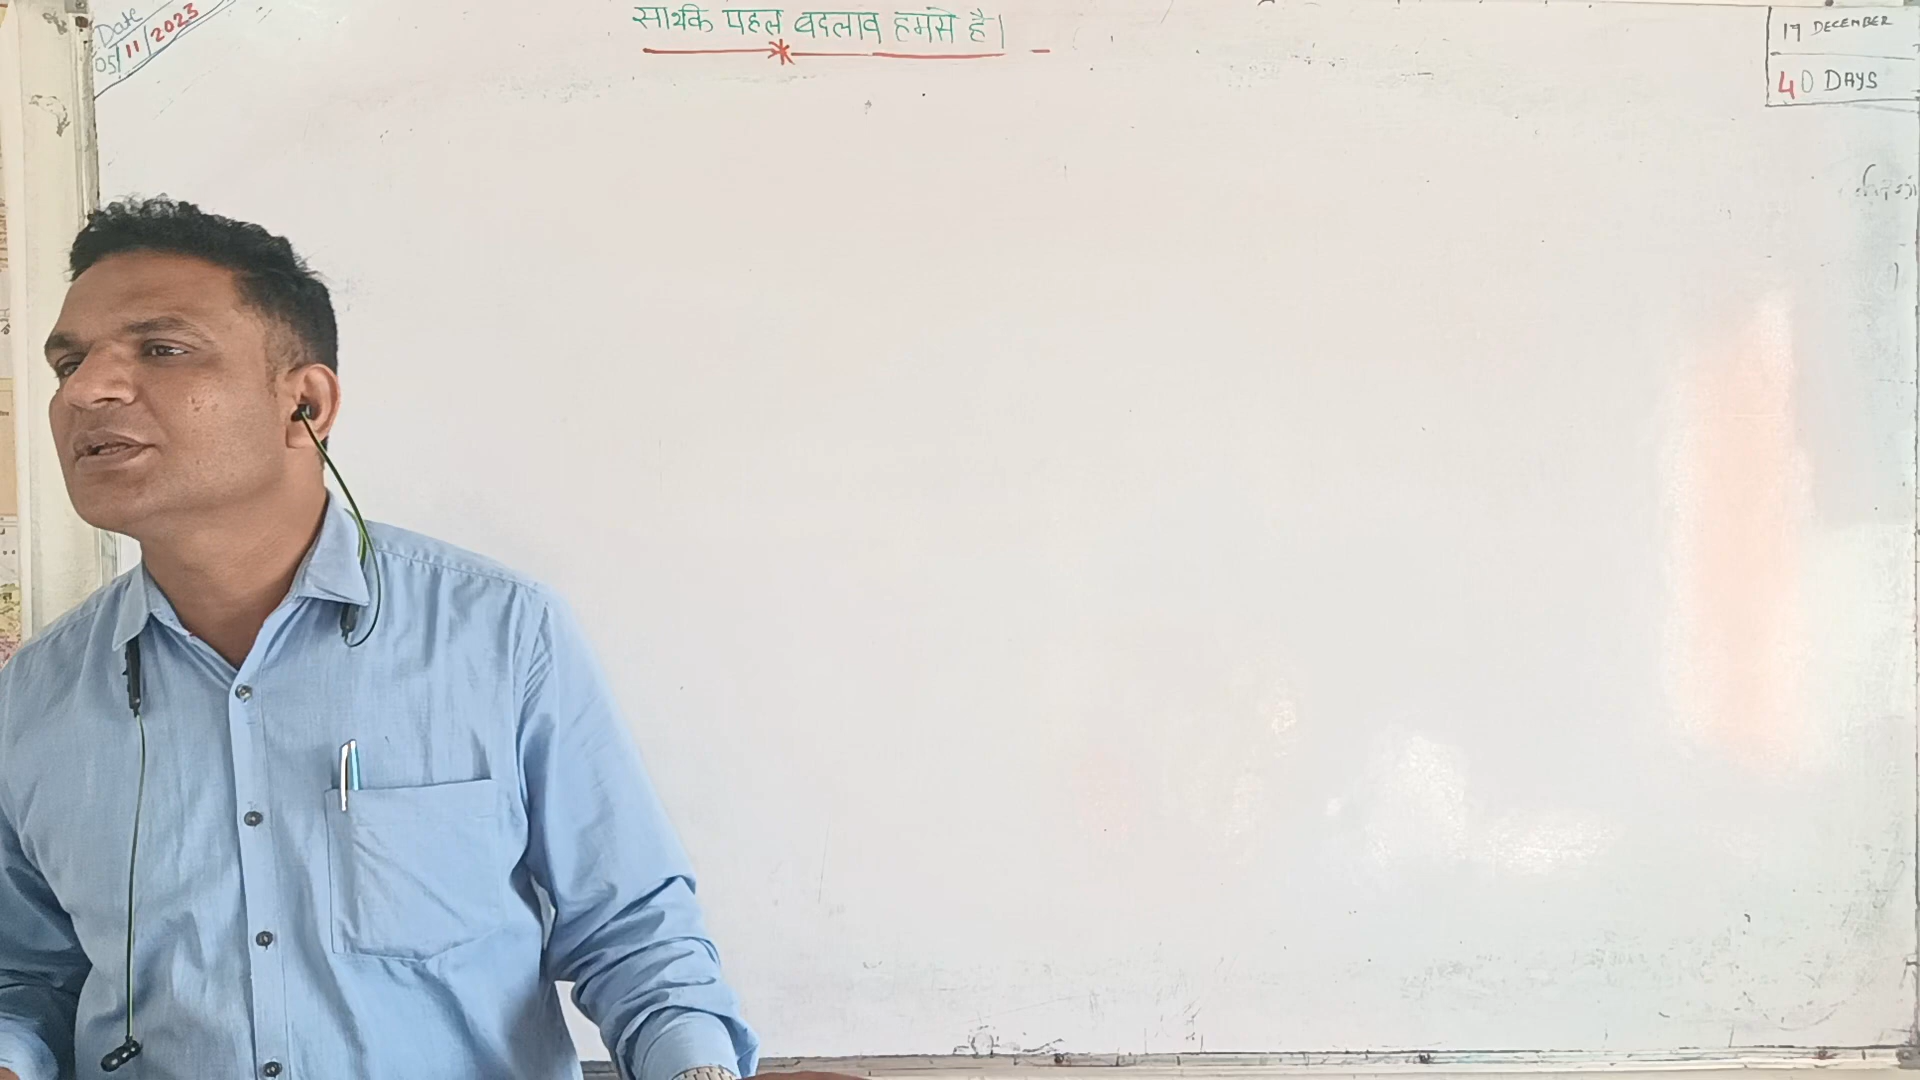 Date
05/11/2023
सार्थक पहल बदलाव हमसे है।
17 DECEMBER
40 DAYS